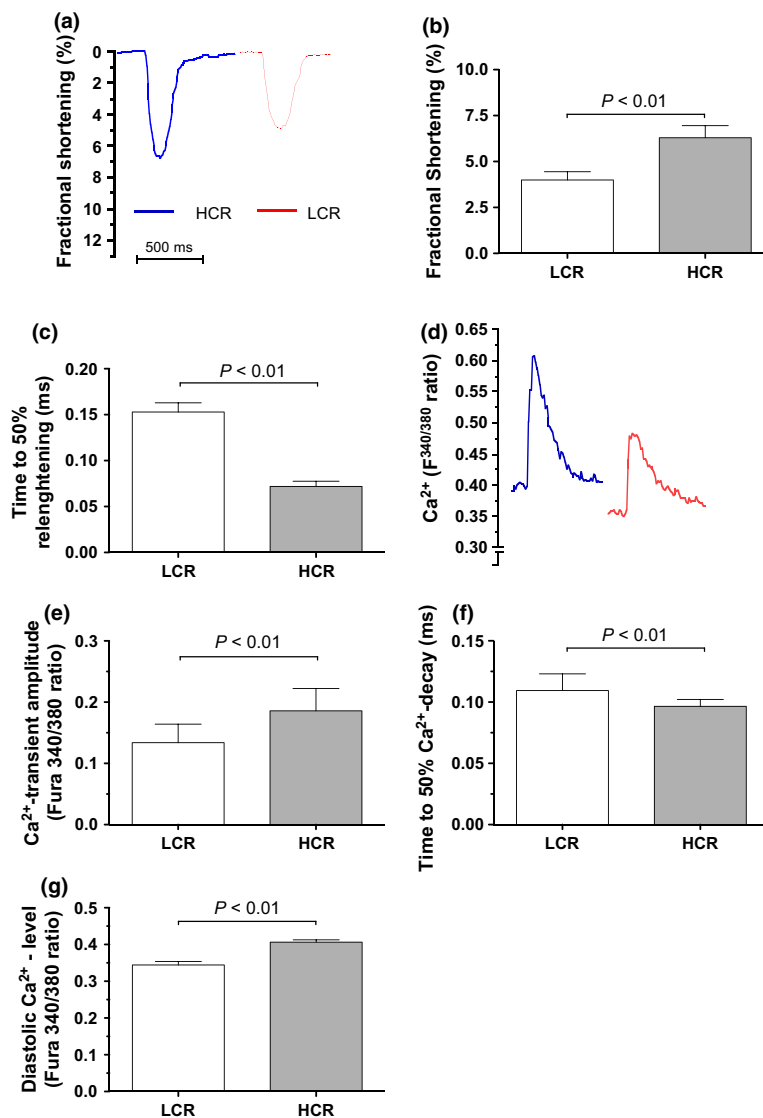 (a)
Fractional shortening (%)
0
2
4
6
8
10
12
HCR
LCR
500 ms
(b)
Fractional Shortening (%)
10.0
7.5
5.0
2.5
0.0
P < 0.01
LCR
HCR
(c)
Time to 50%
relenghtening (ms)
0.20
0.15
0.10
0.05
0.00
P < 0.01
LCR
HCR
(d)
Ca²⁺ (F³⁴⁰/³⁸⁰ ratio)
0.65
0.60
0.55
0.50
0.45
0.40
0.35
0.30
(e)
Ca²⁺-transient amplitude
(Fura 340/380 ratio)
0.3
0.2
0.1
0.0
P < 0.01
LCR
HCR
(f)
Time to 50% Ca²⁺-decay (ms)
0.15
0.10
0.05
0.00
P < 0.01
LCR
HCR
(g)
Diastolic Ca²⁺ - level
(Fura 340/380 ratio)
0.5
0.4
0.3
0.2
0.1
0.0
P < 0.01
LCR
HCR